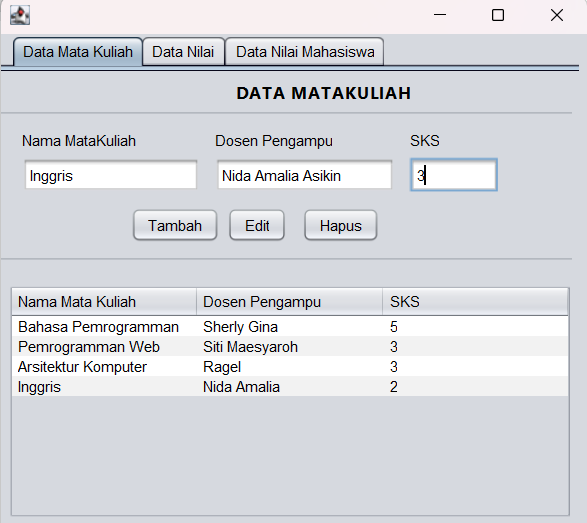 Data Mata Kuliah Data Nilai Data Nilai Mahasiswa
DATA MATAKULIAH
Nama MataKuliah Dosen Pengampu SKS
Inggris Nida Amalia Asikin 3
Tambah Edit Hapus
Nama Mata Kuliah Dosen Pengampu SKS
Bahasa Pemrogramman Sherly Gina 5
Pemrogramman Web Siti Maesyaroh 3
Arsitektur Komputer Ragel 3
Inggris Nida Amalia 2